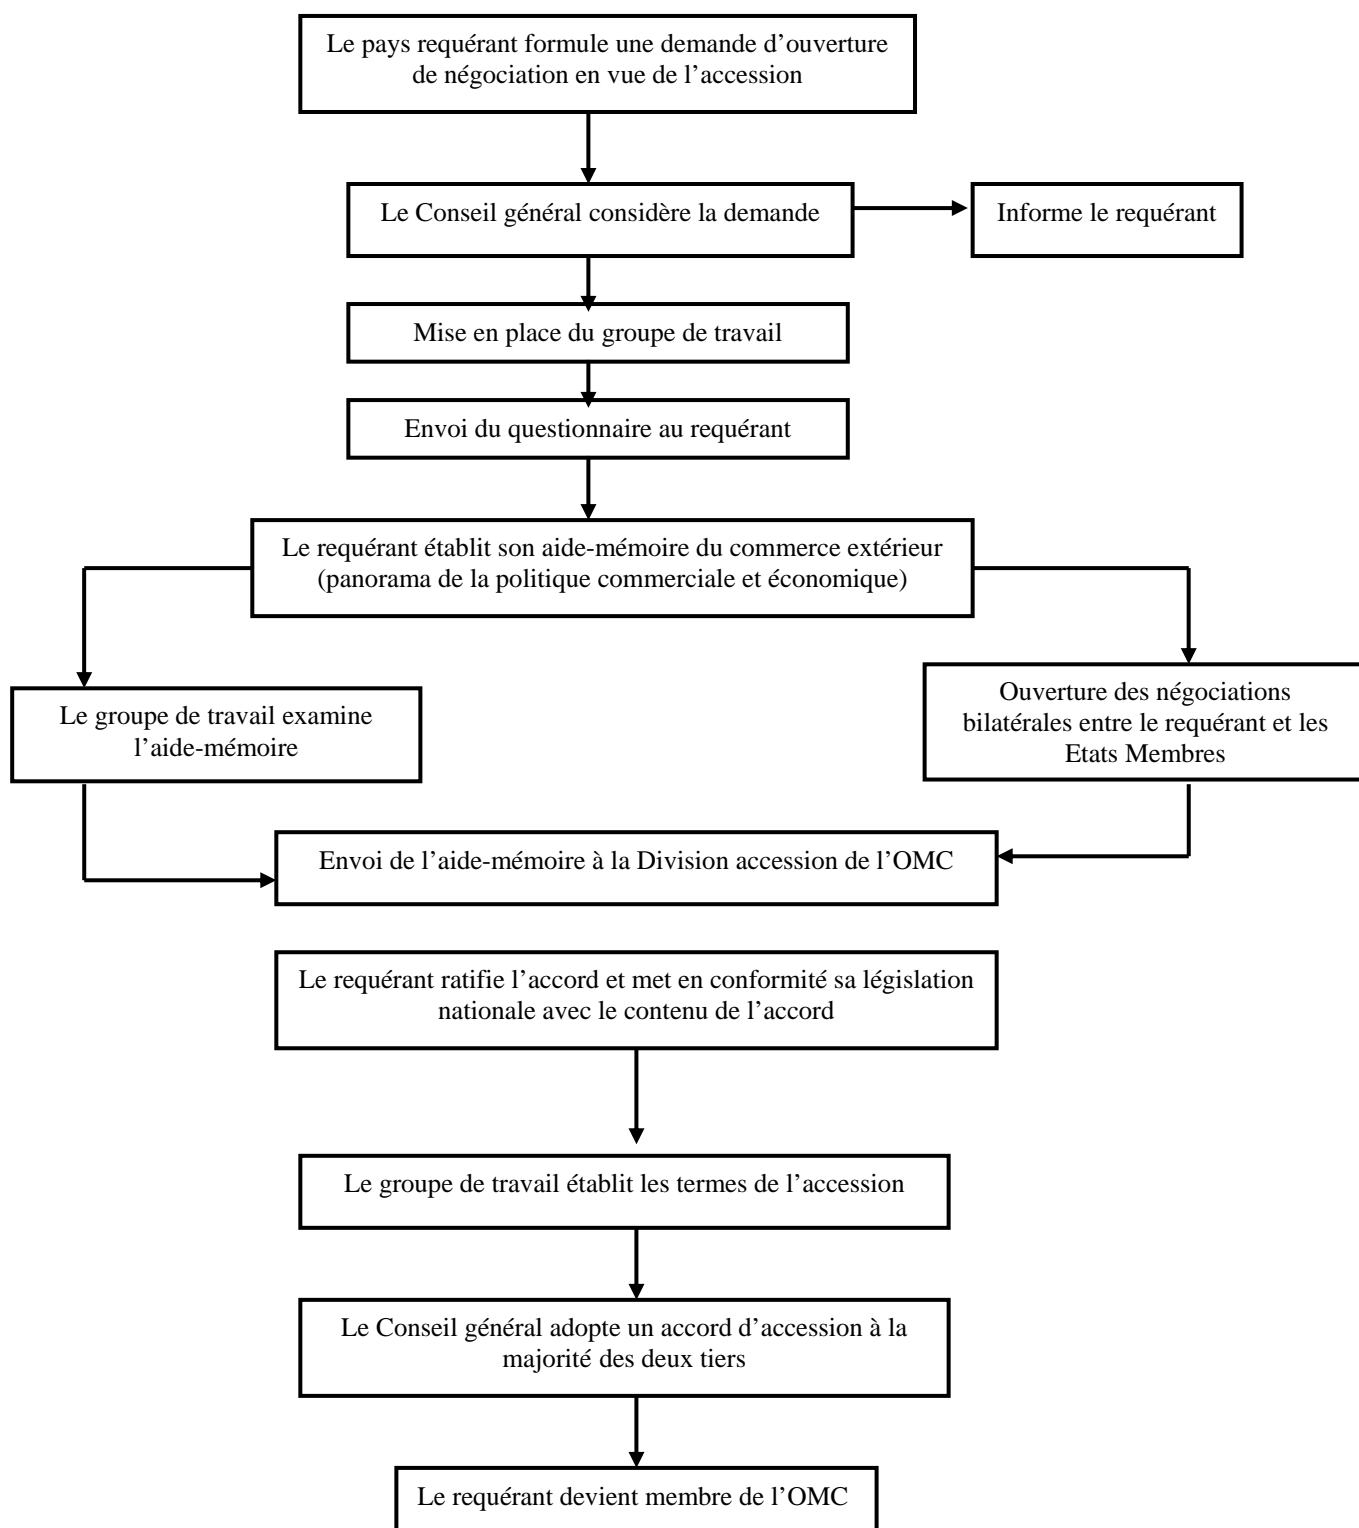 Le pays requérant formule une demande d’ouverture
de négociation en vue de l’accession
Le Conseil général considère la demande
Informe le requérant
Mise en place du groupe de travail
Envoi du questionnaire au requérant
Le requérant établit son aide-mémoire du commerce extérieur
(panorama de la politique commerciale et économique)
Le groupe de travail examine
l’aide-mémoire
Ouverture des négociations
bilatérales entre le requérant et les
Etats Membres
Envoi de l’aide-mémoire à la Division accession de l’OMC
Le requérant ratifie l’accord et met en conformité sa législation
nationale avec le contenu de l’accord
Le groupe de travail établit les termes de l’accession
Le Conseil général adopte un accord d’accession à la
majorité des deux tiers
Le requérant devient membre de l’OMC